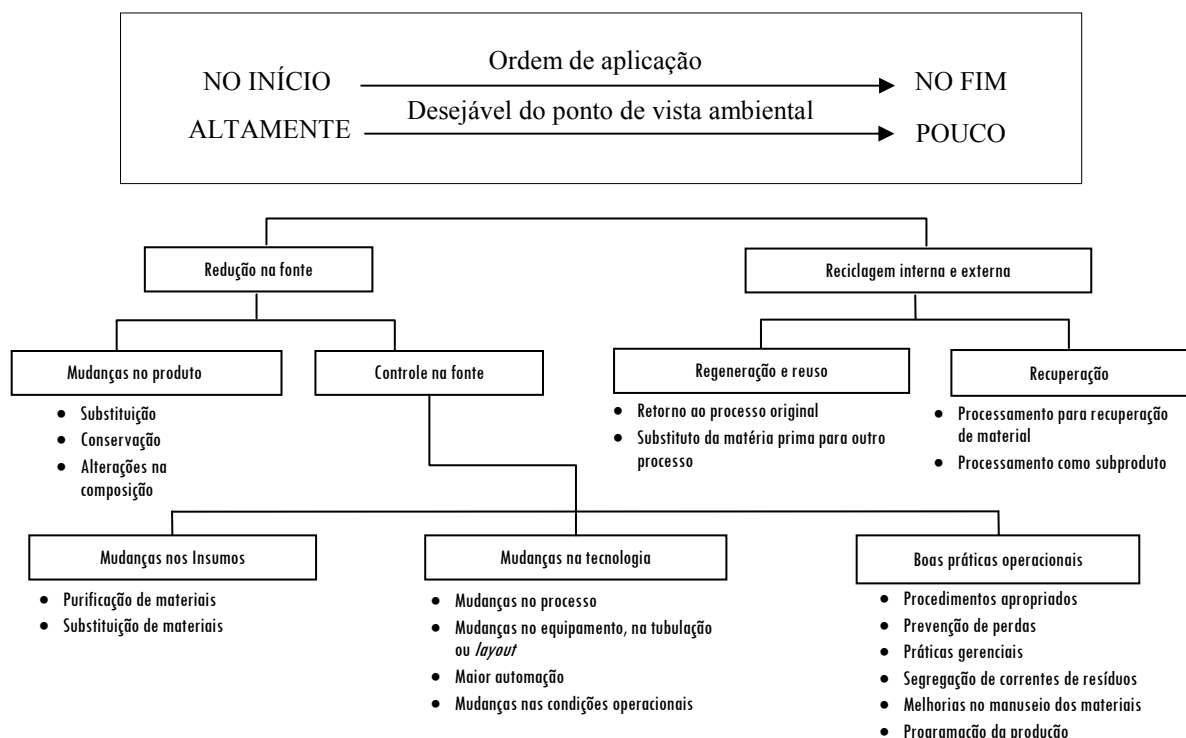 Ordem de aplicação
NO INÍCIO
NO FIM
Desejável do ponto de vista ambiental
ALTAMENTE
POUCO
Redução na fonte
Reciclagem interna e externa
Mudanças no produto
Controle na fonte
Regeneração e reuso
Recuperação
• Substituição
• Conservação
• Alterações na
composição
• Retorno ao processo original
• Substituto da matéria prima para outro
processo
• Processamento para recuperação
de material
• Processamento como subproduto
Mudanças nos Insumos
Mudanças na tecnologia
Boas práticas operacionais
• Purificação de materiais
• Substituição de materiais
• Mudanças no processo
• Mudanças no equipamento, na tubulação
ou layout
• Maior automação
• Mudanças nas condições operacionais
• Procedimentos apropriados
• Prevenção de perdas
• Práticas gerenciais
• Segregação de correntes de resíduos
• Melhorias no manuseio dos materiais
• Programação da produção